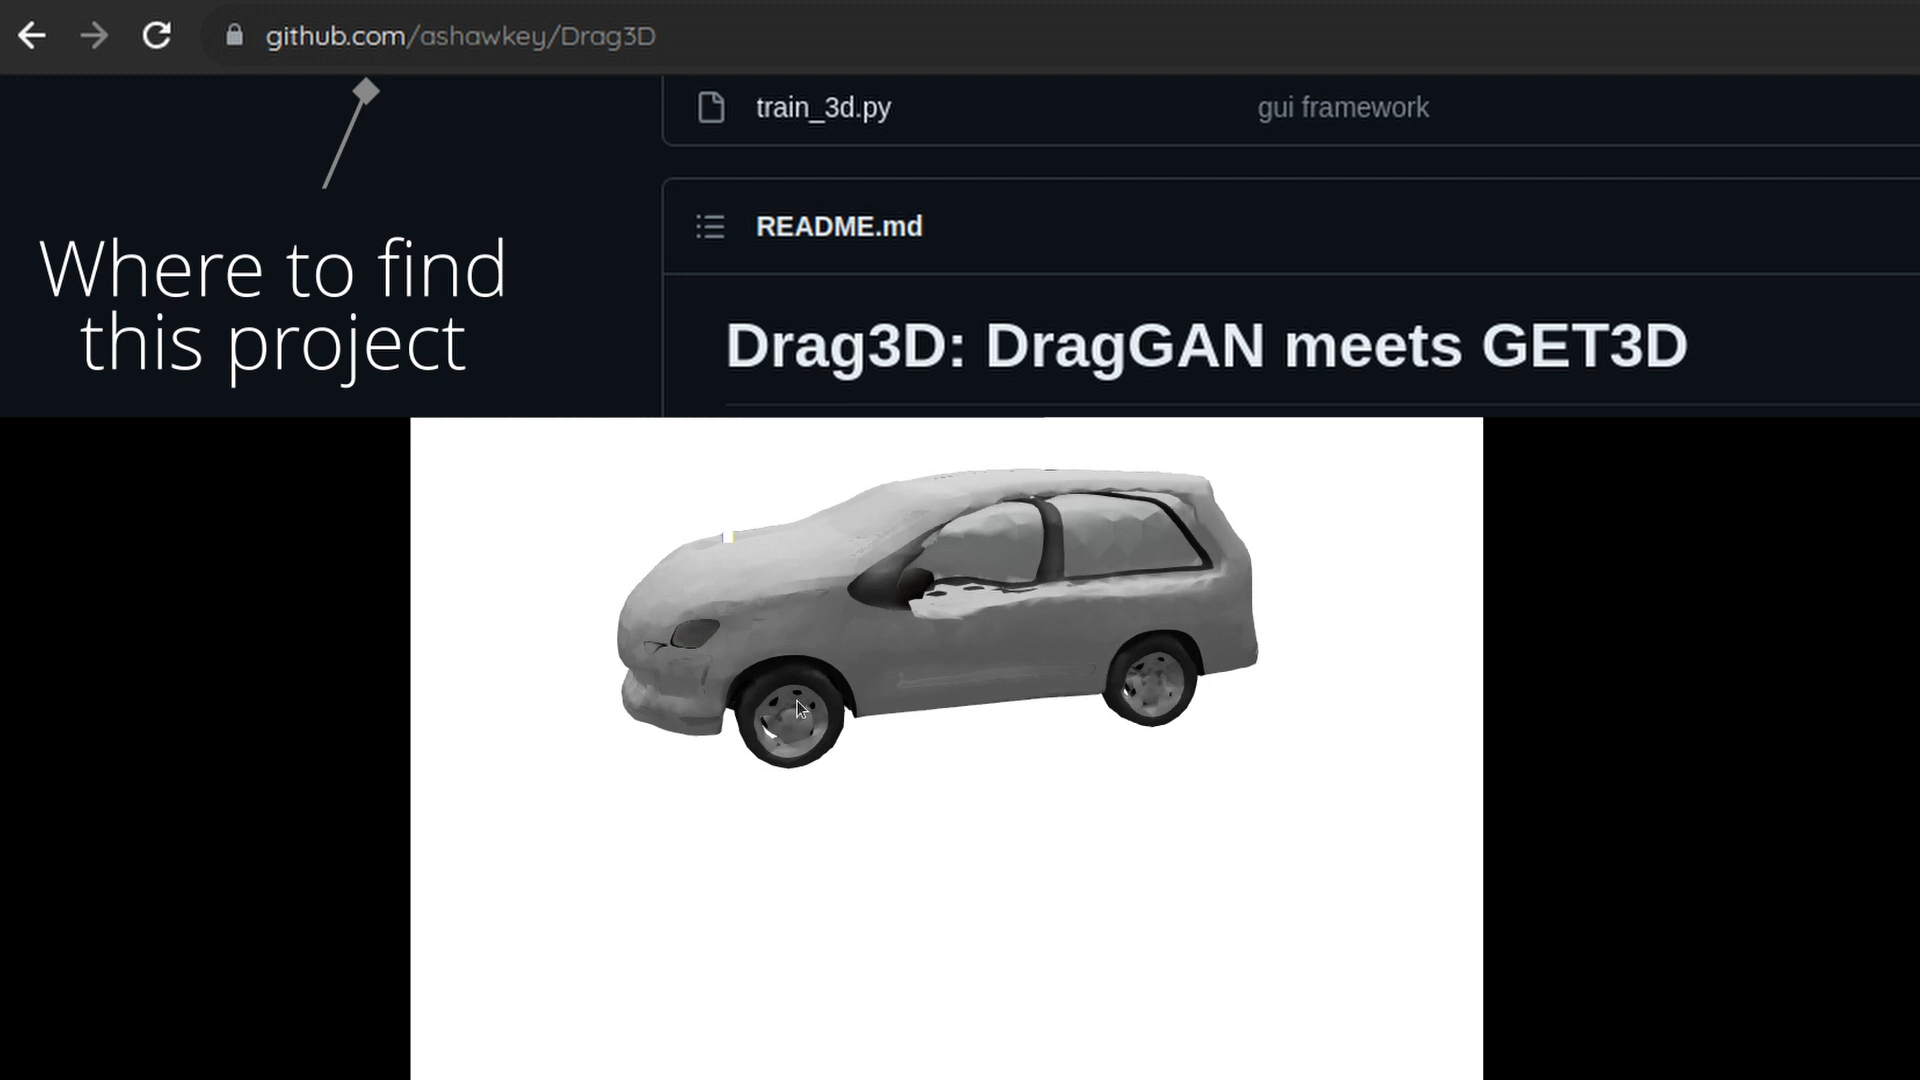 github.com/ashawkey/Drag3D
train_3d.py
gui framework
Where to find
this project
README.md
Drag3D: DragGAN meets GET3D